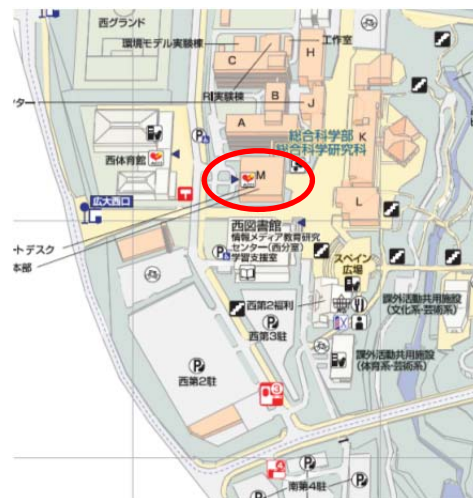 西グランド
環境モデル実験棟
工作室
C
H
RI実験棟
B
J
ンター
A
K
総合科学部
総合科学研究科
西体育館
M
L
広大西口
西図書館
情報メディア教育研究
センター(西分室)
学習支援室
ートデスク
本部
スペイン
広場
西第2福利
課外活動共用施設
(文化系・芸術系)
西第3駐
課外活動共用施設
(体育系・芸術系)
西第2駐
3
4
南第4駐